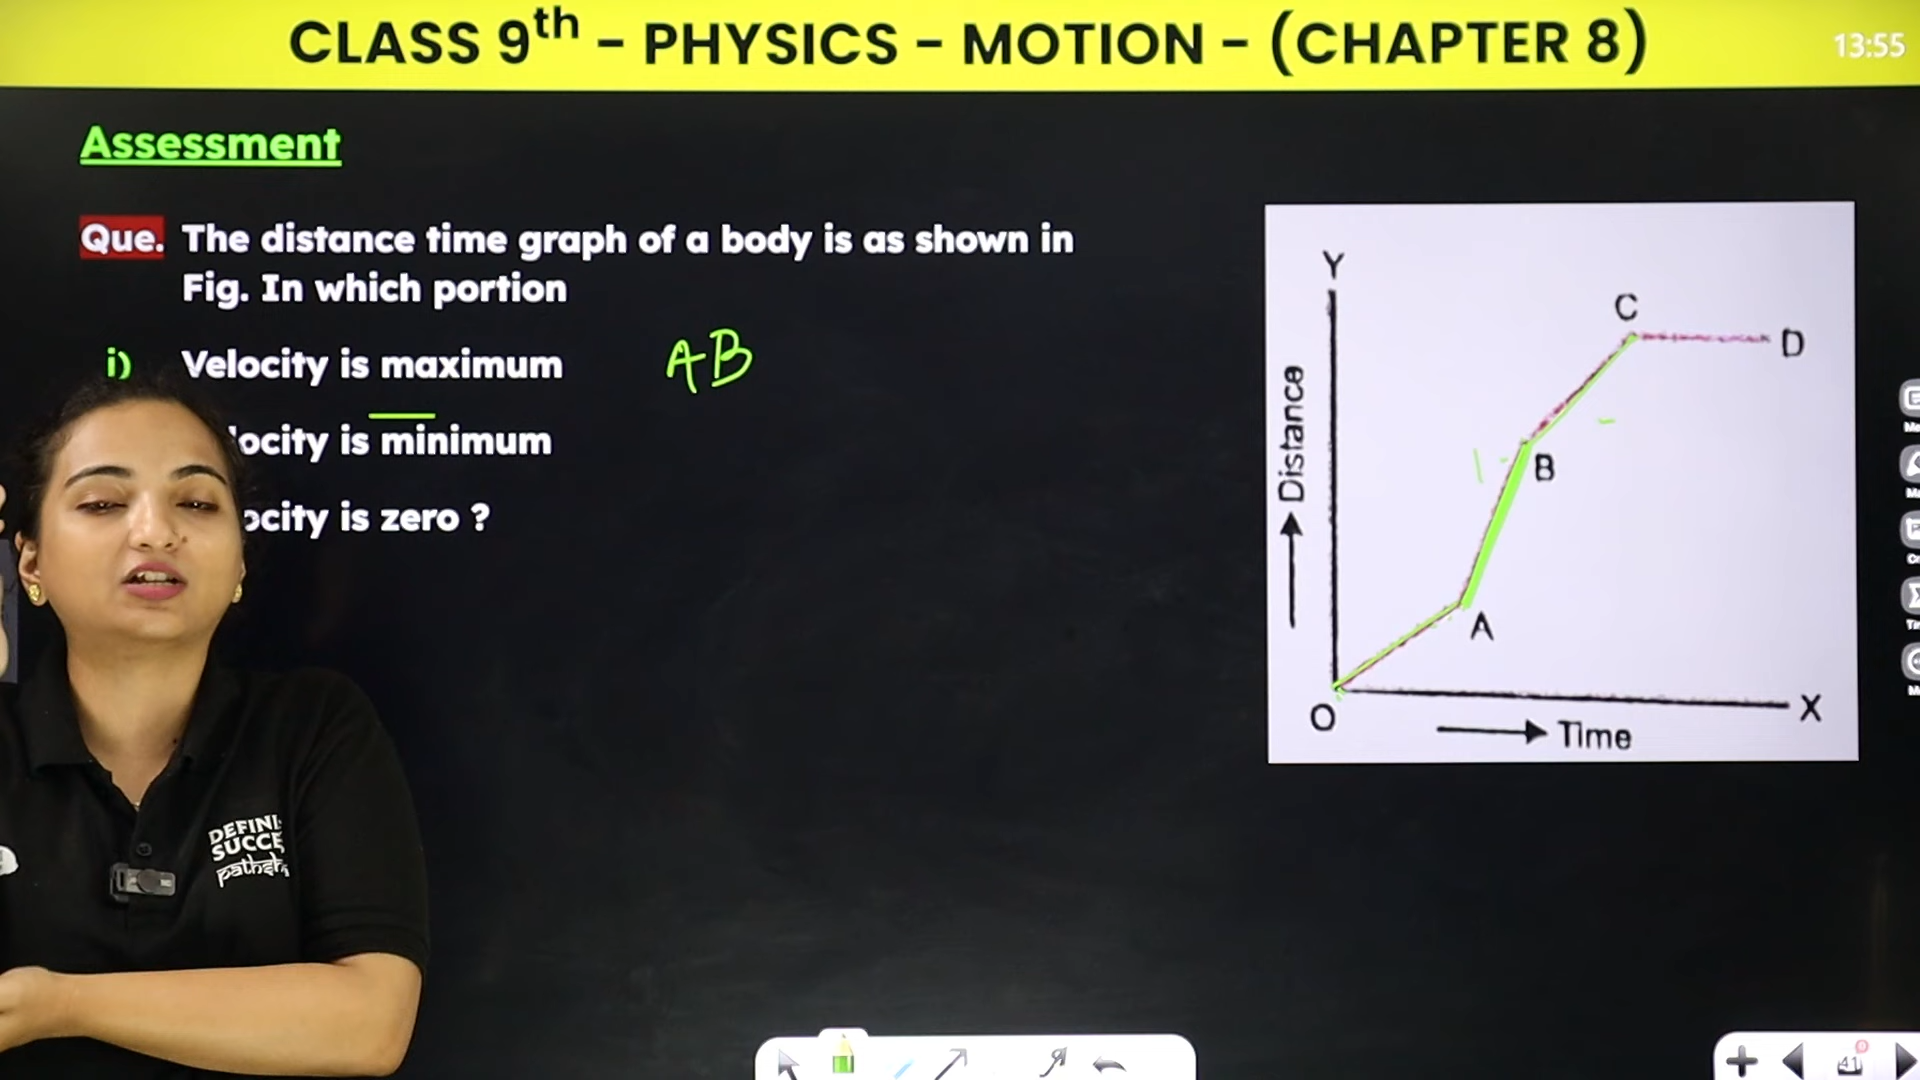 CLASS 9th - PHYSICS - MOTION - (CHAPTER 8)
13:55
Assessment
Que. The distance time graph of a body is as shown in
Fig. In which portion
i) Velocity is maximum
AB
locity is minimum
ocity is zero ?
Y
C
D
Distance
B
A
O
X
Time
DEFINI
SUCCE
pathsh
41